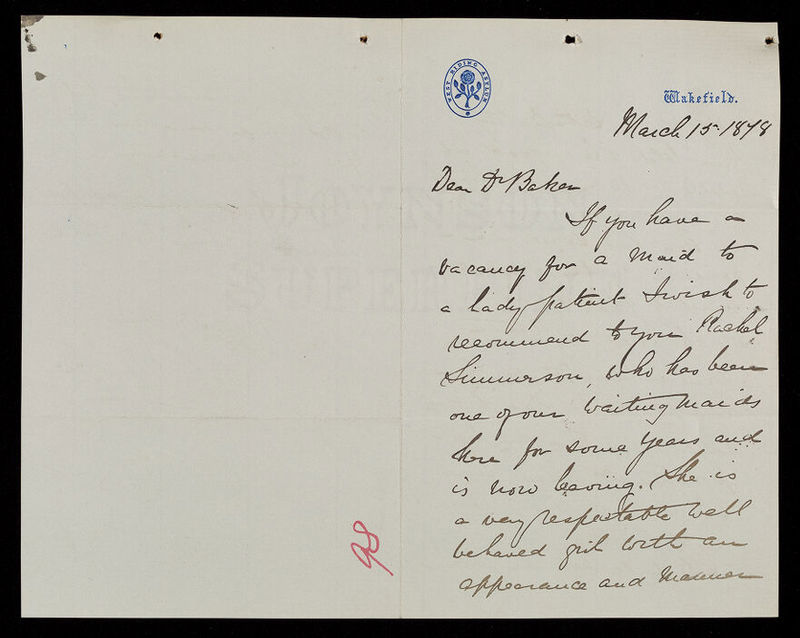 WEST RIDING ASYLUM
Wakefield.
March 15. 1878
Dear Dr Baker
If you have a
vacancy for a Maid to
a lady patient I wish to
recommend to you Rachel
Simmerson, who has been
one of our Waiting Maids
here for some years and
is now leaving. She is
a very respectable well
behaved girl with an
appearance and Manner
98